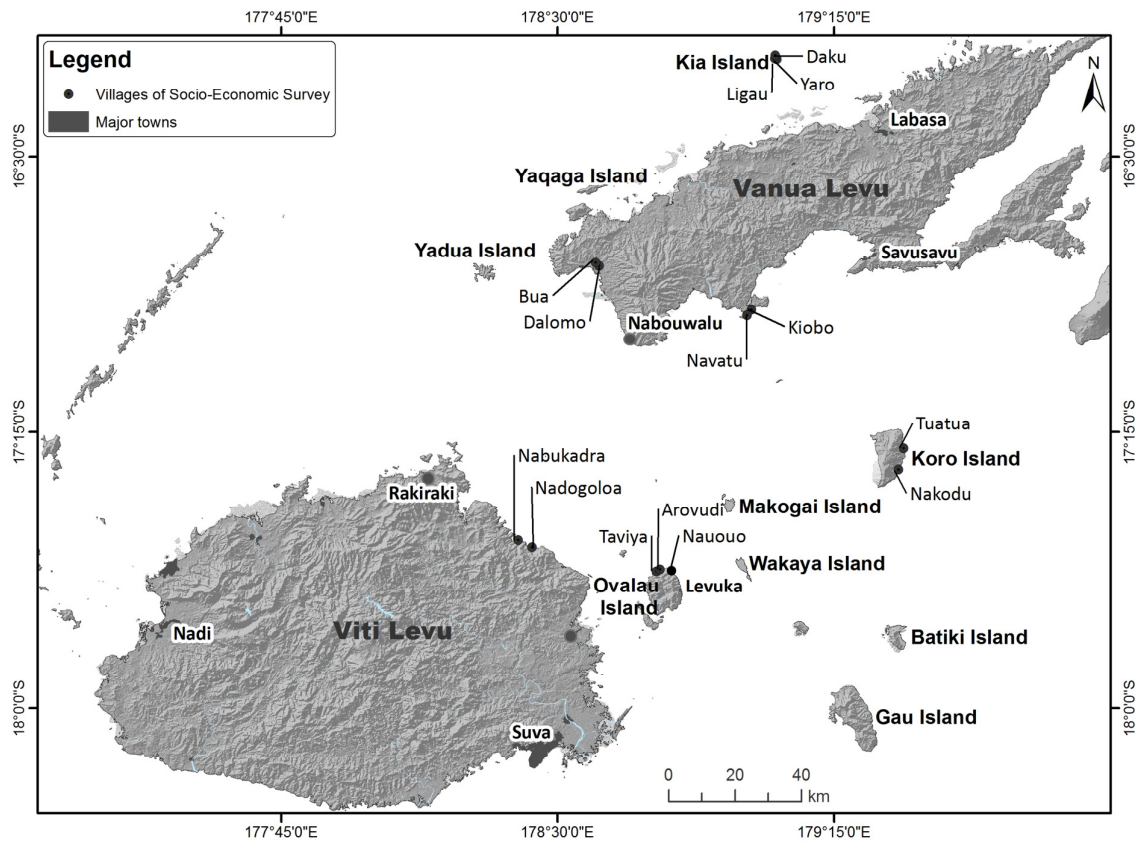 177°45'0"E
178°30'0"E
179°15'0"E
Legend
Villages of Socio-Economic Survey
Major towns
N
Kia Island
Daku
Yaro
Ligau
Labasa
16°30'0"S
16°30'0"S
Yaqaga Island
Vanua Levu
Yadua Island
Savusavu
Bua
Dalomo
Nabouwalu
Kiobo
Navatu
17°15'0"S
17°15'0"S
Tuatua
Koro Island
Nakodu
Nabukadra
Nadogoloa
Rakiraki
Makogai Island
Arovudi
Taviya
Nauouo
Wakaya Island
Ovalau
Island
Levuka
Nadi
Viti Levu
Batiki Island
18°0'0"S
18°0'0"S
Gau Island
Suva
0
20
40
km
177°45'0"E
178°30'0"E
179°15'0"E